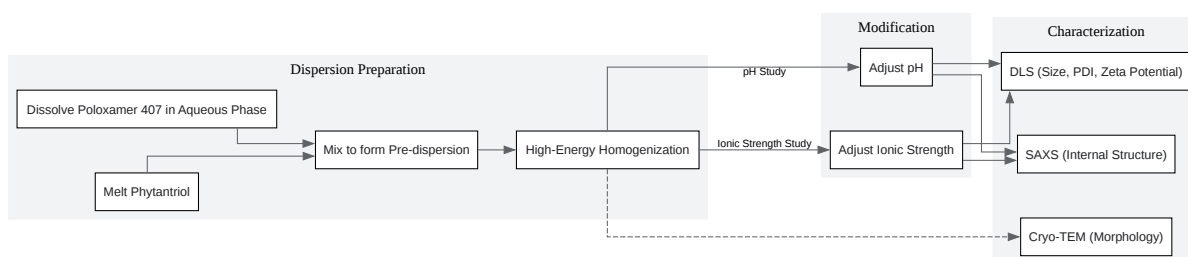 Dispersion Preparation
Dissolve Poloxamer 407 in Aqueous Phase
Melt Phytantriol
Mix to form Pre-dispersion
High-Energy Homogenization
pH Study
Ionic Strength Study
Modification
Adjust pH
Adjust Ionic Strength
Characterization
DLS (Size, PDI, Zeta Potential)
SAXS (Internal Structure)
Cryo-TEM (Morphology)